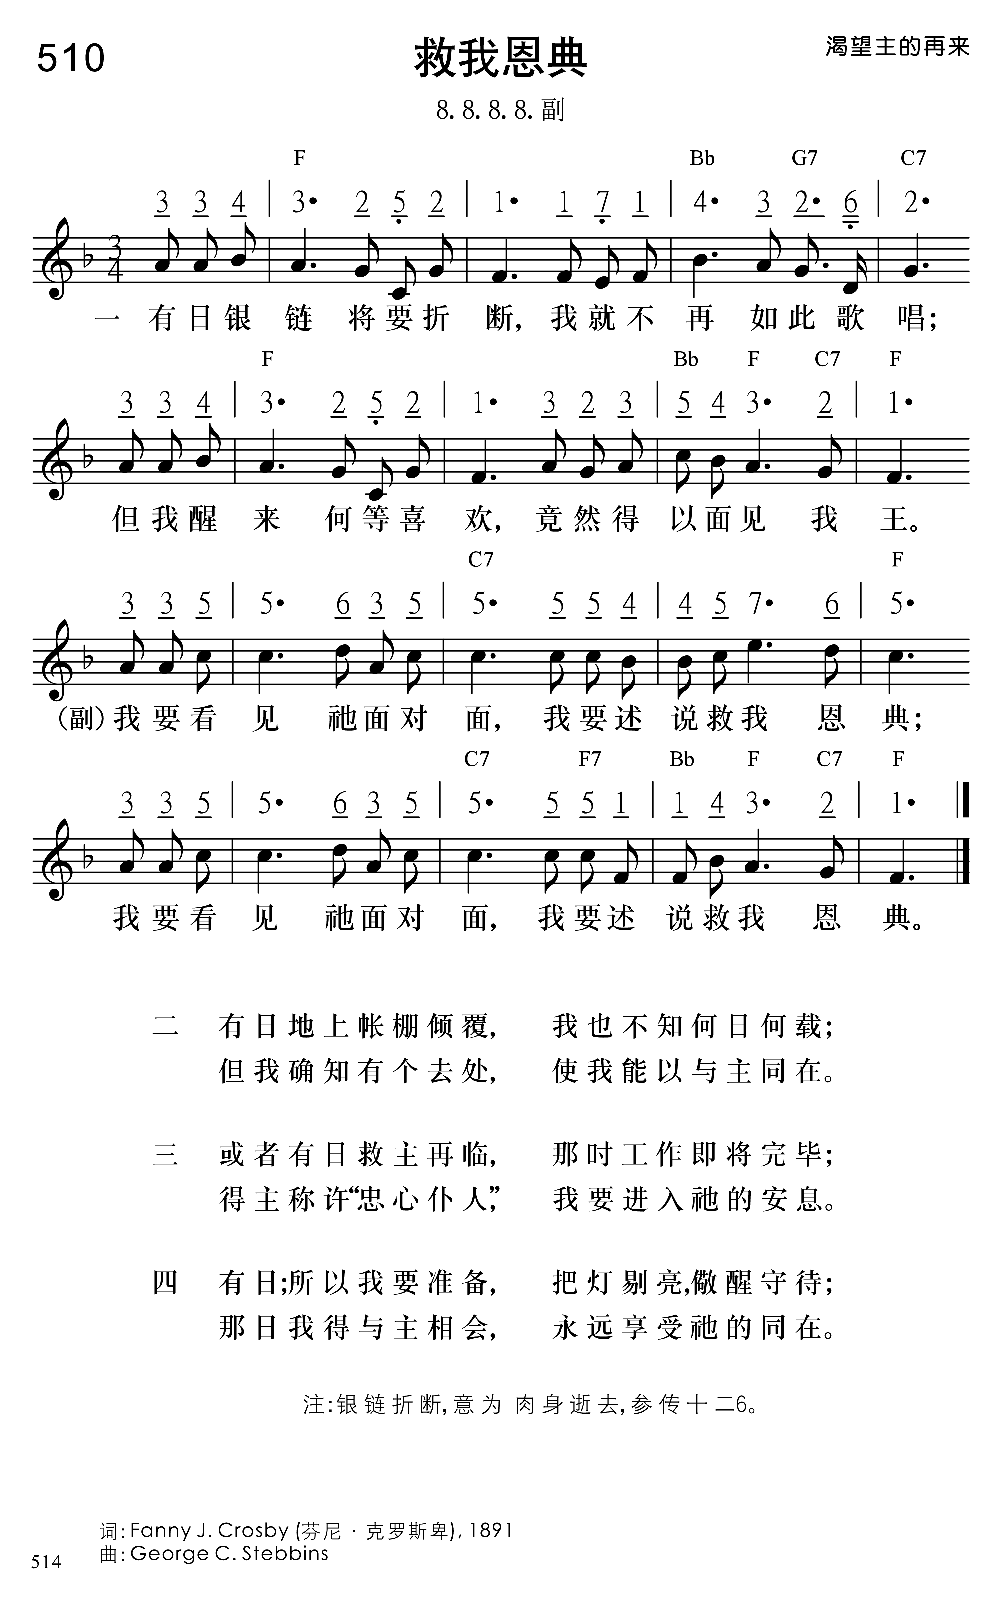 510 救我恩典 渴望主的再来
8. 8. 8. 8. 副
F Bb G7 C7
3 3 4 | 3• 2 5 2 | 1• 1 7 1 | 4• 3 2• 6 | 2•
3/4
一 有日银 链 将要折 断，我就不 再 如此歌 唱；
F Bb F C7 F
3 3 4 | 3• 2 5 2 | 1• 3 2 3 | 5 4 3• 2 | 1•
但我醒 来 何等喜 欢，竟然得 以面见 我 王。
C7 F
3 3 5 | 5• 6 3 5 | 5• 5 5 4 | 4 5 7• 6 | 5•
（副）我要看 见 祂面对 面，我要述 说救我 恩 典；
C7 F7 Bb F C7 F
3 3 5 | 5• 6 3 5 | 5• 5 5 1 | 1 4 3• 2 | 1•
我要看 见 祂面对 面，我要述 说救我 恩 典。
二 有日地上帐棚倾覆， 我也不知何日何载；
但我确知有个去处， 使我能以与主同在。
三 或者有日救主再临， 那时工作即将完毕；
得主称许“忠心仆人”， 我要进入祂的安息。
四 有日；所以我要准备， 把灯剔亮，儆醒守待；
那日我得与主相会， 永远享受祂的同在。
注：银链折断，意为 肉身逝去，参传十二6。
词：Fanny J. Crosby (芬尼·克罗斯卑)，1891
曲：George C. Stebbins
514